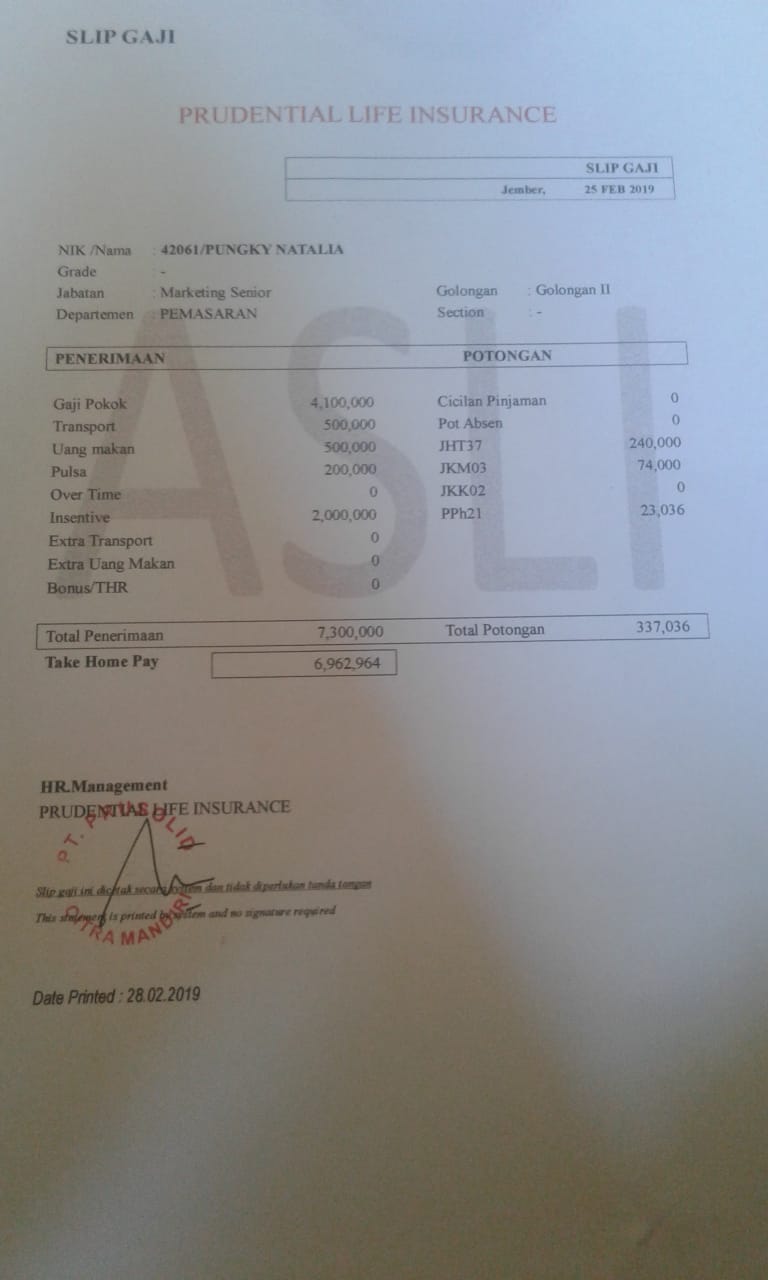 SLIP GAJI
PRUDENTIAL LIFE INSURANCE
SLIP GAJI
Jember, 25 FEB 2019
NIK /Nama : 42061/PUNGKY NATALIA
Grade : -
Jabatan : Marketing Senior Golongan : Golongan II
Departemen : PEMASARAN Section : -
ASLI
PENERIMAAN POTONGAN
Gaji Pokok 4,100,000 Cicilan Pinjaman 0
Transport 500,000 Pot Absen 0
Uang makan 500,000 JHT37 240,000
Pulsa 200,000 JKM03 74,000
Over Time 0 JKK02 0
Insentive 2,000,000 PPh21 23,036
Extra Transport 0
Extra Uang Makan 0
Bonus/THR 0
Total Penerimaan 7,300,000 Total Potongan 337,036
Take Home Pay 6,962,964
HR.Management
PRUDENTIAL LIFE INSURANCE
PT.
MANDIRI
Slip gaji ini dicetak secara system dan tidak diperlukan tanda tangan
This statement is printed by system and no signature required
Date Printed : 28.02.2019